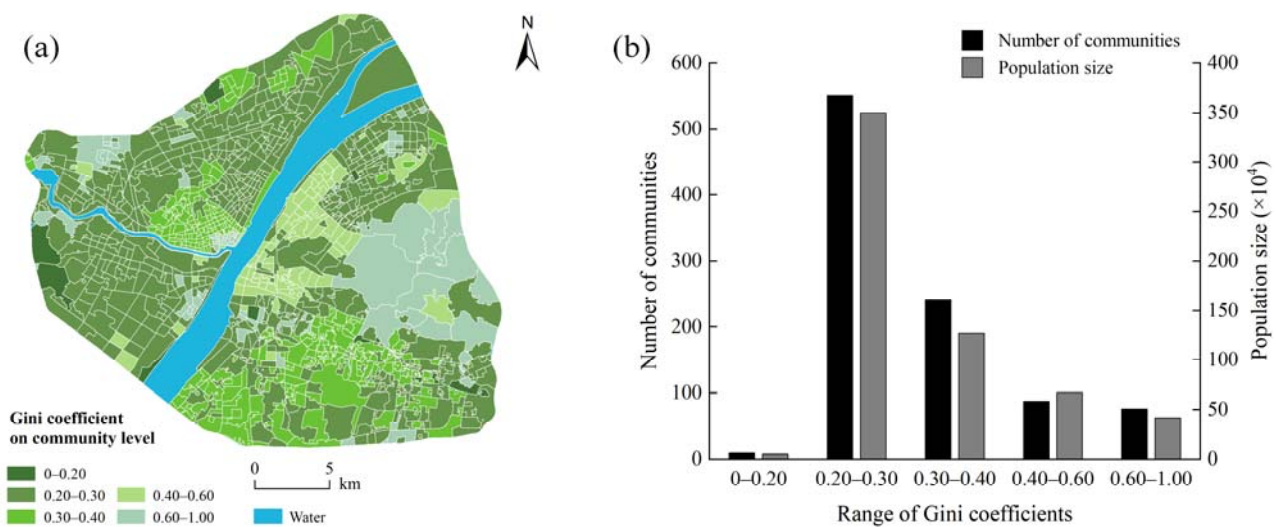 (a)
N
Gini coefficient
on community level
0–0.20
0.20–0.30
0.30–0.40
0.40–0.60
0.60–1.00
0 5
km
Water
(b)
Number of communities
Population size
600
500
400
300
200
100
0
Number of communities
400
350
300
250
200
150
100
50
0
Population size (×10⁴)
0–0.20 0.20–0.30 0.30–0.40 0.40–0.60 0.60–1.00
Range of Gini coefficients